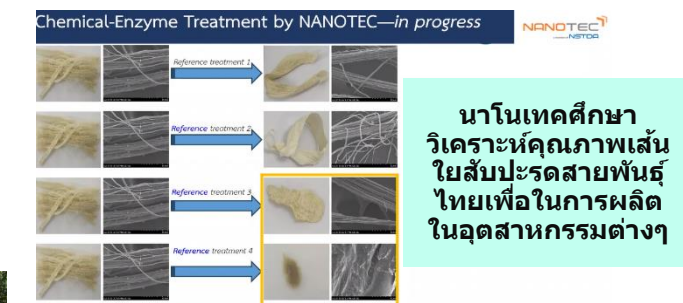 Chemical-Enzyme Treatment by NANOTEC—in progress
NANOTEC
NSTDA
Reference treatment 1
Reference treatment 2
Reference treatment 3
Reference treatment 4
นาโนเทคศึกษา
วิเคราะห์คุณภาพเส้น
ใยสับปะรดสายพันธุ์
ไทยเพื่อในการผลิต
ในอุตสาหกรรมต่างๆ